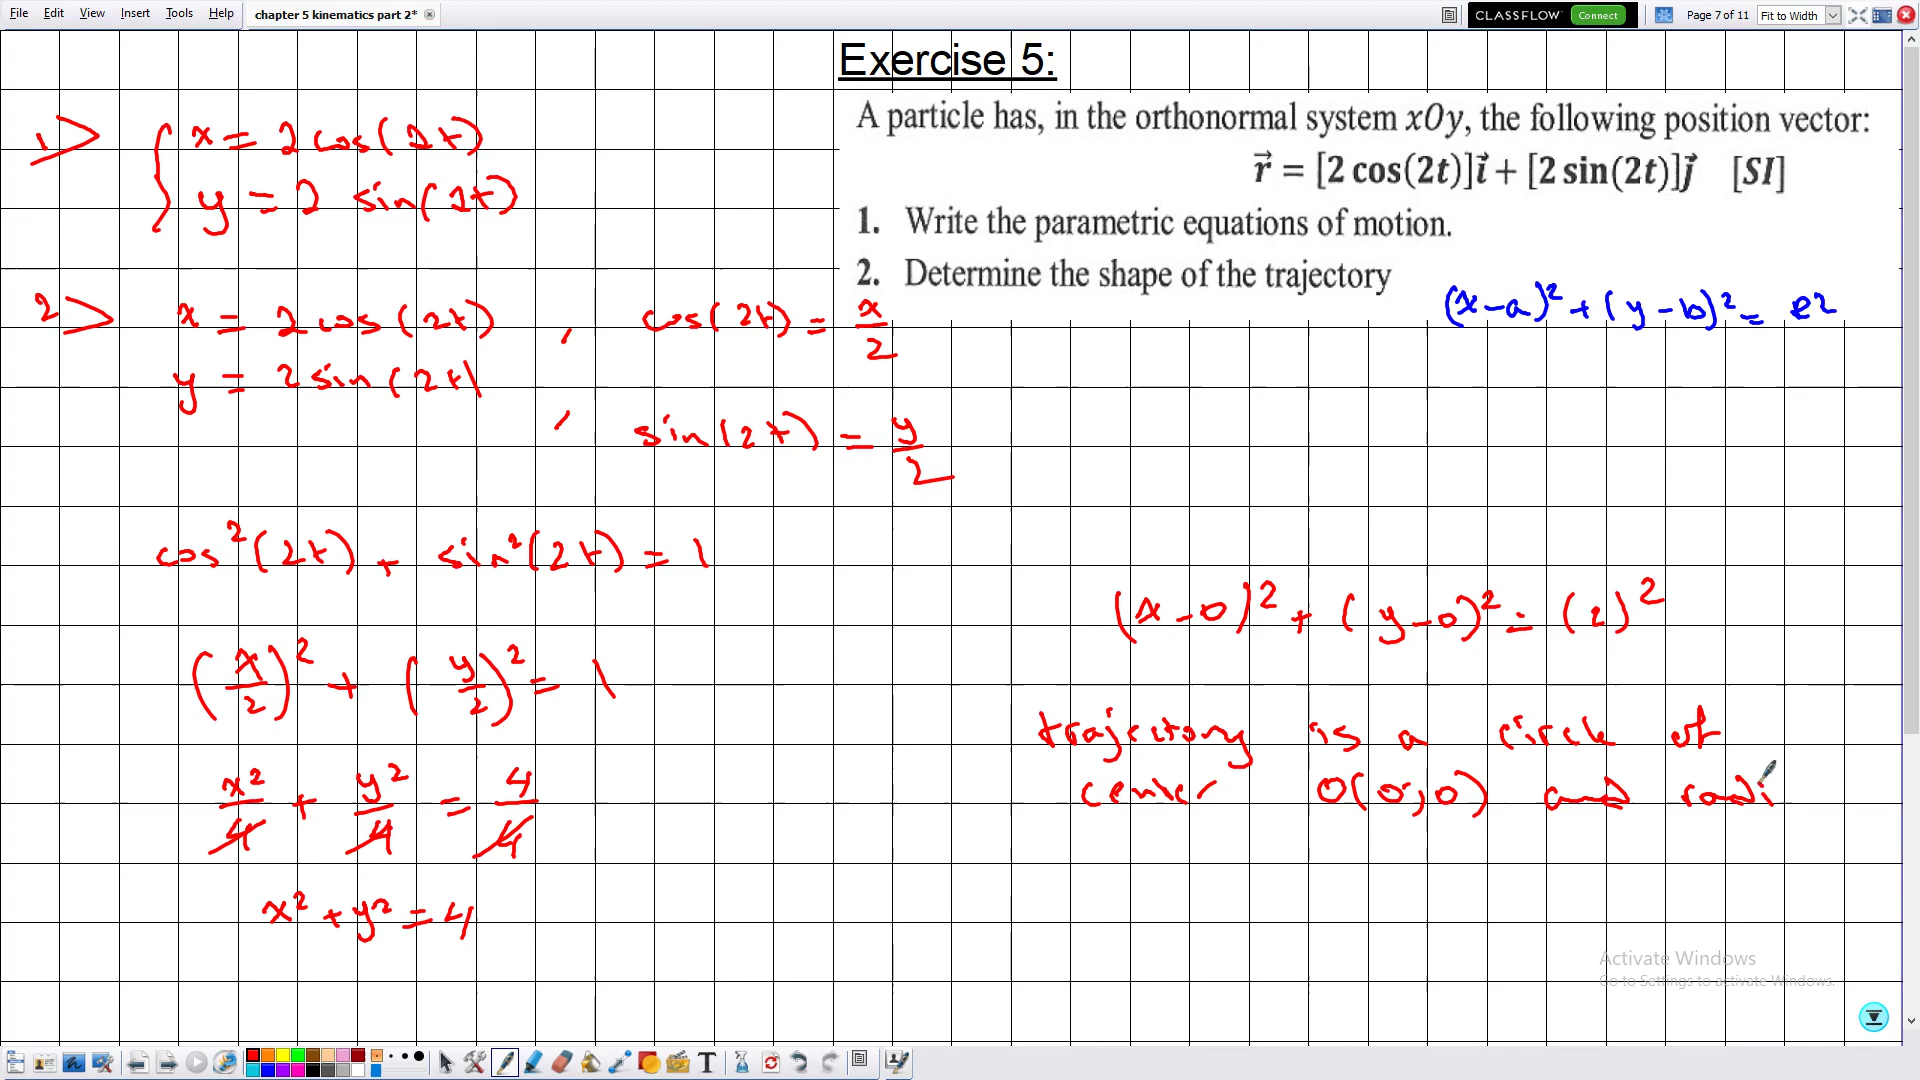 File Edit View Insert Tools Help chapter 5 kinematics part 2* CLASSFLOW Connect Page 7 of 11 Fit to Width
Exercise 5:
A particle has, in the orthonormal system xOy, the following position vector:
r⃗ = [2 cos(2t)]i⃗ + [2 sin(2t)]j⃗ [SI]
1. Write the parametric equations of motion.
2. Determine the shape of the trajectory
(x-a)² + (y-b)² = R²
1>
x = 2 cos(2t)
y = 2 sin(2t)
2>
x = 2 cos(2t) , cos(2t) = x/2
y = 2 sin(2t) , sin(2t) = y/2
cos²(2t) + sin²(2t) = 1
(x/2)² + (y/2)² = 1
x²/4 + y²/4 = 4/4
x² + y² = 4
(x-0)² + (y-0)² = (2)²
trajectory is a circle of
center O(0;0) and radi
Activate Windows
Go to Settings to activate Windows.
T